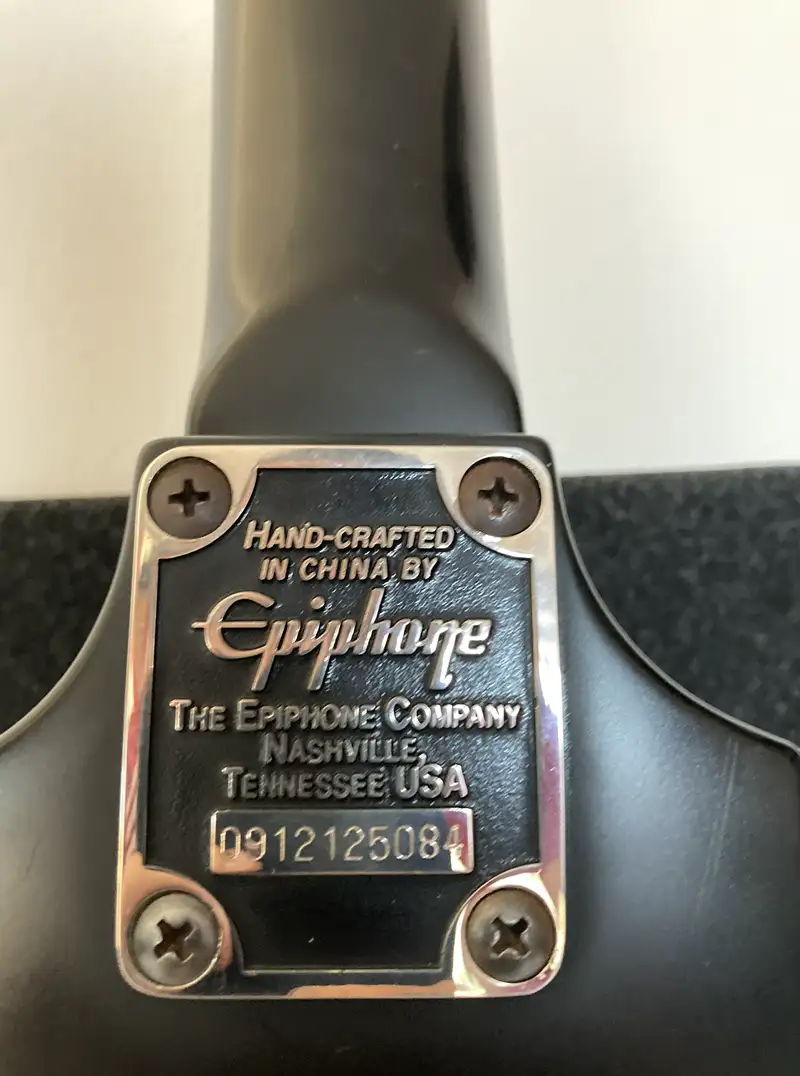 HAND-CRAFTED
IN CHINA BY
Epiphone
THE EPIPHONE COMPANY
NASHVILLE,
TENNESSEE USA
0912125084